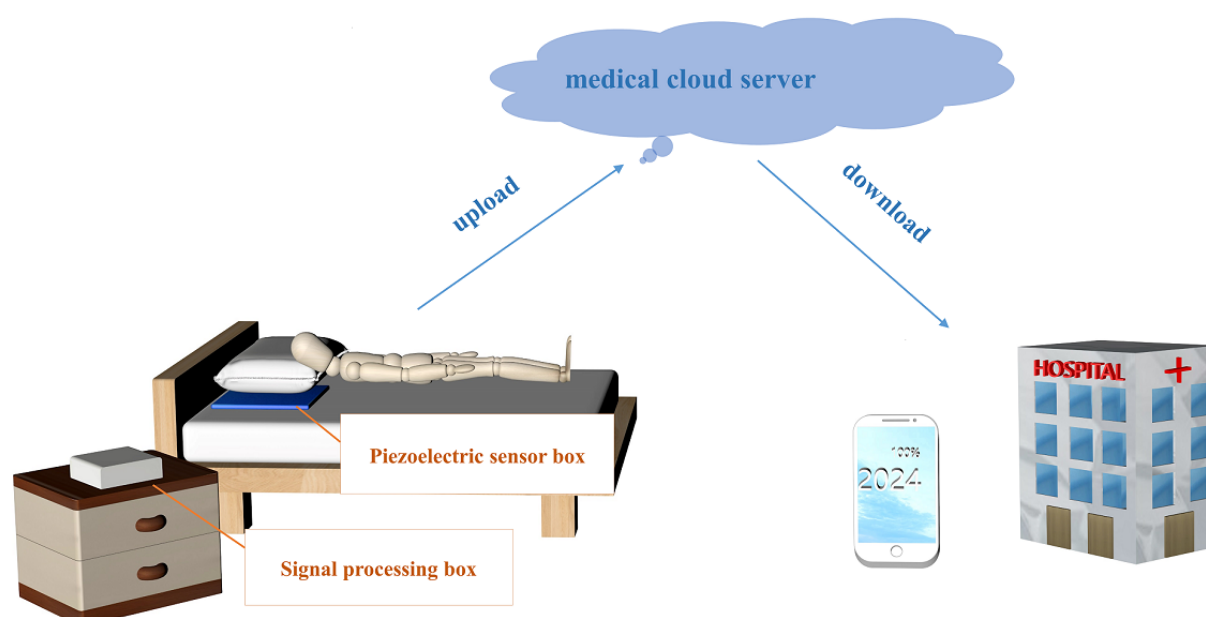 medical cloud server
upload
download
Piezoelectric sensor box
Signal processing box
100%
2024
HOSPITAL